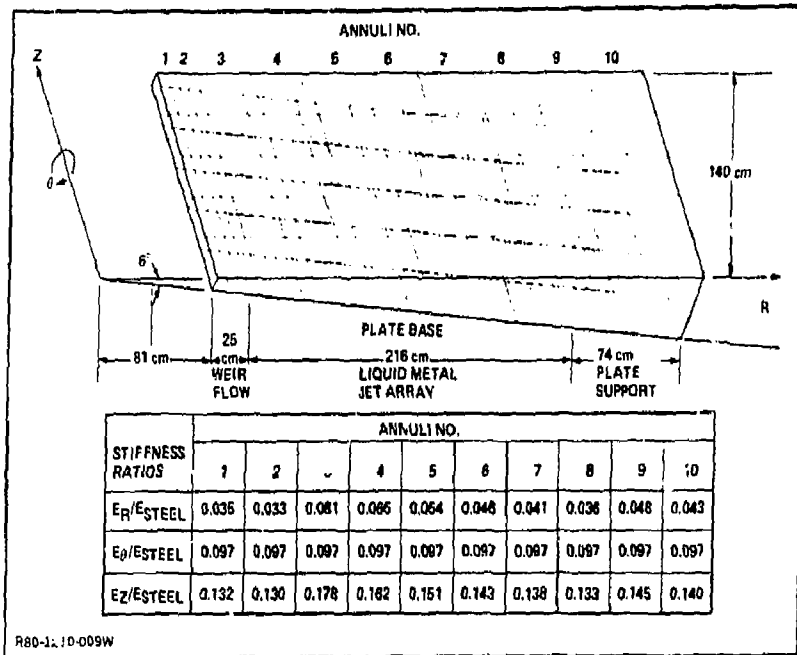 ANNULI NO.
1 2 3 4 5 6 7 8 9 10
Z
θ
140 cm
6°
R
PLATE BASE
81 cm
25 cm
WEIR FLOW
216 cm
LIQUID METAL
JET ARRAY
74 cm
PLATE
SUPPORT
STIFFNESS RATIOS ANNULI NO.
1 2 4 5 6 7 8 9 10
ER/ESTEEL 0.035 0.033 0.061 0.065 0.054 0.046 0.041 0.036 0.048 0.043
Eθ/ESTEEL 0.097 0.097 0.097 0.097 0.097 0.097 0.097 0.097 0.097 0.097
EZ/ESTEEL 0.132 0.130 0.178 0.162 0.151 0.143 0.138 0.133 0.145 0.140